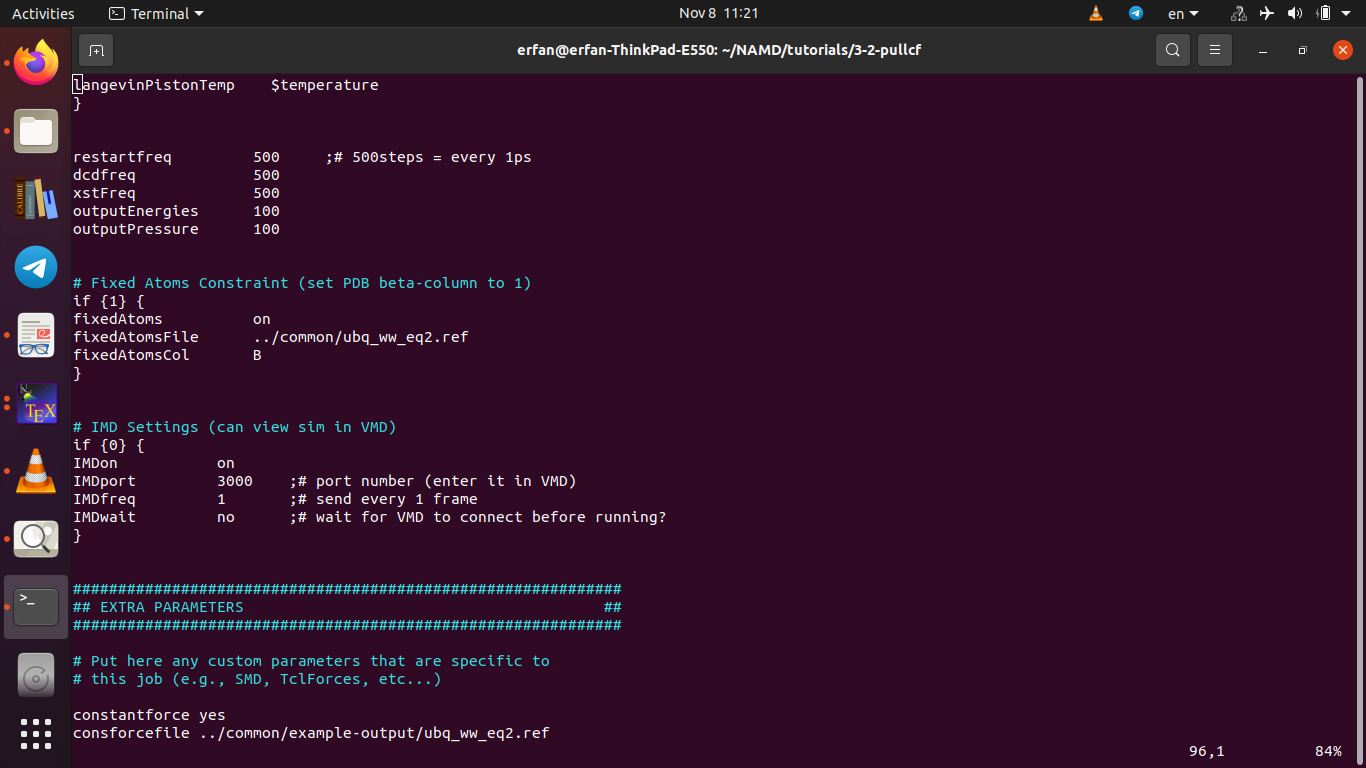 Activities
Terminal
Nov 8 11:21
en
erfan@erfan-ThinkPad-E550: ~/NAMD/tutorials/3-2-pullcf
langevinPistonTemp    $temperature
}
restartfreq         500     ;# 500steps = every 1ps
dcdfreq             500
xstFreq             500
outputEnergies      100
outputPressure      100
# Fixed Atoms Constraint (set PDB beta-column to 1)
if {1} {
fixedAtoms          on
fixedAtomsFile      ../common/ubq_ww_eq2.ref
fixedAtomsCol       B
}
# IMD Settings (can view sim in VMD)
if {0} {
IMDon           on
IMDport         3000    ;# port number (enter it in VMD)
IMDfreq         1       ;# send every 1 frame
IMDwait         no      ;# wait for VMD to connect before running?
}
#############################################################
## EXTRA PARAMETERS                                        ##
#############################################################
# Put here any custom parameters that are specific to
# this job (e.g., SMD, TclForces, etc...)
constantforce yes
consforcefile ../common/example-output/ubq_ww_eq2.ref
96,1          84%
CALIBRE
TEX
>_